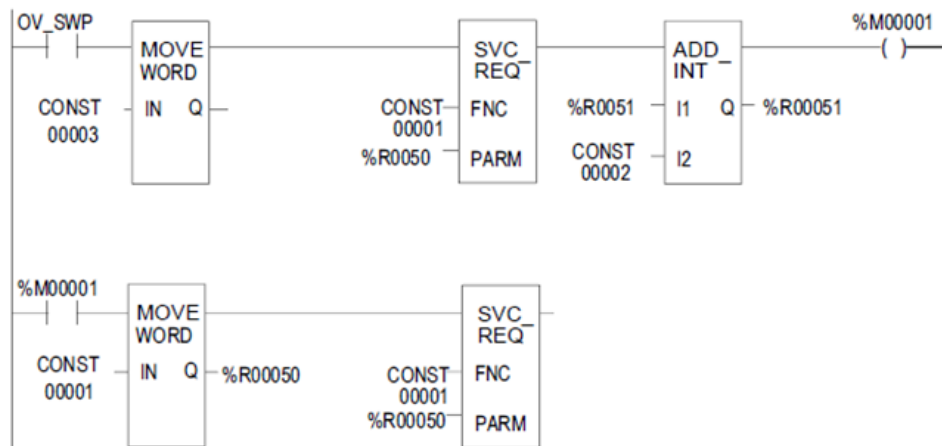 OV_SWP %M00001
MOVE WORD SVC_ REQ ADD_ INT
( )
CONST 00003 IN Q CONST 00001 FNC %R0051 I1 Q %R00051
%R0050 PARM CONST 00002 I2
%M00001
MOVE WORD SVC_ REQ
CONST 00001 IN Q %R00050 CONST 00001 FNC
%R00050 PARM